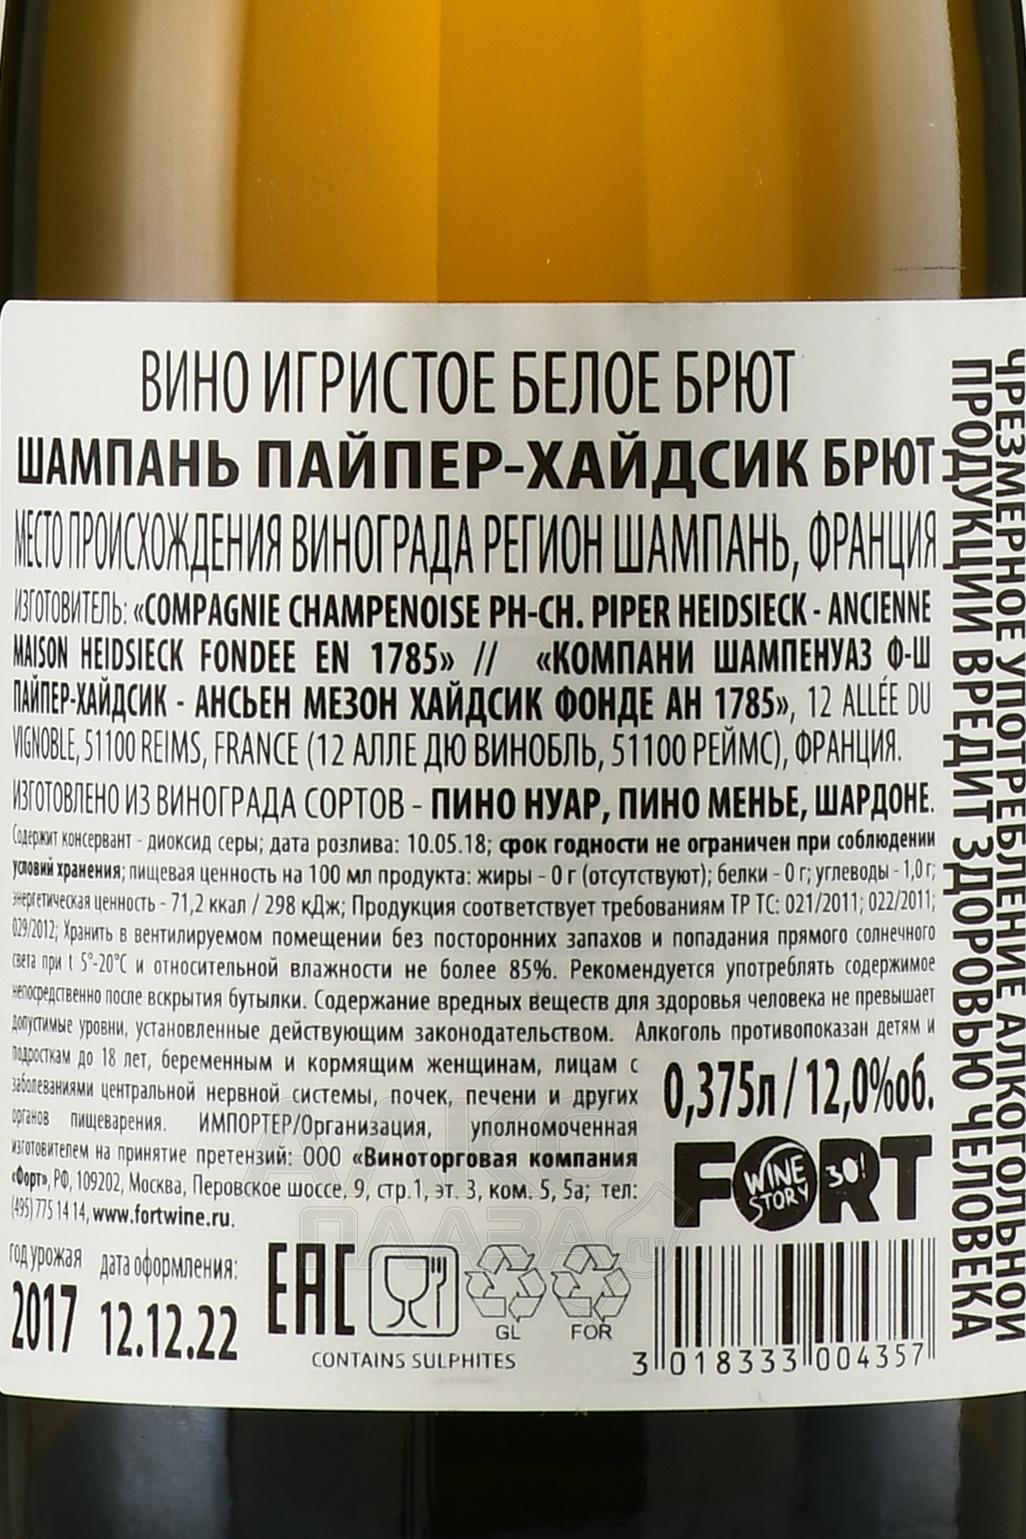 ВИНО ИГРИСТОЕ БЕЛОЕ БРЮТ
ШАМПАНЬ ПАЙПЕР-ХАЙДСИК БРЮТ
МЕСТО ПРОИСХОЖДЕНИЯ ВИНОГРАДА РЕГИОН ШАМПАНЬ, ФРАНЦИЯ
ИЗГОТОВИТЕЛЬ: «COMPAGNIE CHAMPENOISE PH-CH. PIPER HEIDSIECK - ANCIENNE
MAISON HEIDSIECK FONDEE EN 1785» // «КОМПАНИ ШАМПЕНУАЗ Ф-Ш
ПАЙПЕР-ХАЙДСИК - АНСЬЕН МЕЗОН ХАЙДСИК ФОНДЕ АН 1785», 12 ALLÉE DU
VIGNOBLE, 51100 REIMS, FRANCE (12 АЛЛЕ ДЮ ВИНОБЛЬ, 51100 РЕЙМС), ФРАНЦИЯ.
ИЗГОТОВЛЕНО ИЗ ВИНОГРАДА СОРТОВ - ПИНО НУАР, ПИНО МЕНЬЕ, ШАРДОНЕ.
Содержит консервант - диоксид серы; дата розлива: 10.05.18; срок годности не ограничен при соблюдении
условий хранения; пищевая ценность на 100 мл продукта: жиры - 0 г (отсутствуют); белки - 0 г; углеводы - 1,0 г;
энергетическая ценность - 71,2 ккал / 298 кДж; Продукция соответствует требованиям ТР ТС: 021/2011; 022/2011;
029/2012; Хранить в вентилируемом помещении без посторонних запахов и попадания прямого солнечного
света при t 5°-20°С и относительной влажности не более 85%. Рекомендуется употреблять содержимое
непосредственно после вскрытия бутылки. Содержание вредных веществ для здоровья человека не превышает
допустимые уровни, установленные действующим законодательством. Алкоголь противопоказан детям и
подросткам до 18 лет, беременным и кормящим женщинам, лицам с
заболеваниями центральной нервной системы, почек, печени и других
органов пищеварения. ИМПОРТЕР/Организация, уполномоченная
изготовителем на принятие претензий: ООО «Виноторговая компания
«Форт», РФ, 109202, Москва, Перовское шоссе, 9, стр.1, эт. 3, ком. 5, 5а; тел:
(495) 775 14 14, www.fortwine.ru.
0,375л / 12,0%об.
FORT
WINE STORY 30!
год урожая
2017
дата оформления:
12.12.22
EAC
GL
FOR
CONTAINS SULPHITES
3 018333 004357
ЧРЕЗМЕРНОЕ УПОТРЕБЛЕНИЕ АЛКОГОЛЬНОЙ
ПРОДУКЦИИ ВРЕДИТ ЗДОРОВЬЮ ЧЕЛОВЕКА
АЛКО
ПЛАЗА.ru